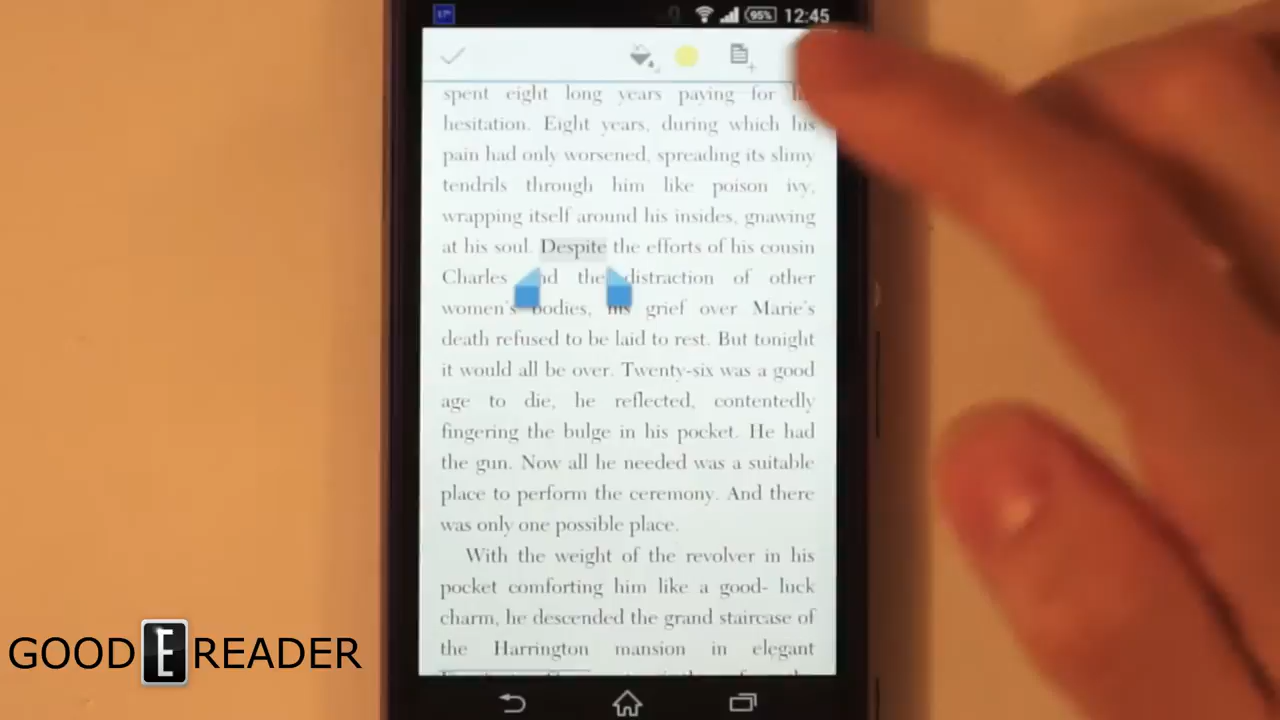 17°
95% 12:45
spent eight long years paying for
hesitation. Eight years, during which his
pain had only worsened, spreading its slimy
tendrils through him like poison ivy,
wrapping itself around his insides, gnawing
at his soul. Despite the efforts of his cousin
Charles and the distraction of other
women's bodies, his grief over Marie's
death refused to be laid to rest. But tonight
it would all be over. Twenty-six was a good
age to die, he reflected, contentedly
fingering the bulge in his pocket. He had
the gun. Now all he needed was a suitable
place to perform the ceremony. And there
was only one possible place.
With the weight of the revolver in his
pocket comforting him like a good- luck
charm, he descended the grand staircase of
the Harrington mansion in elegant
GOOD E READER